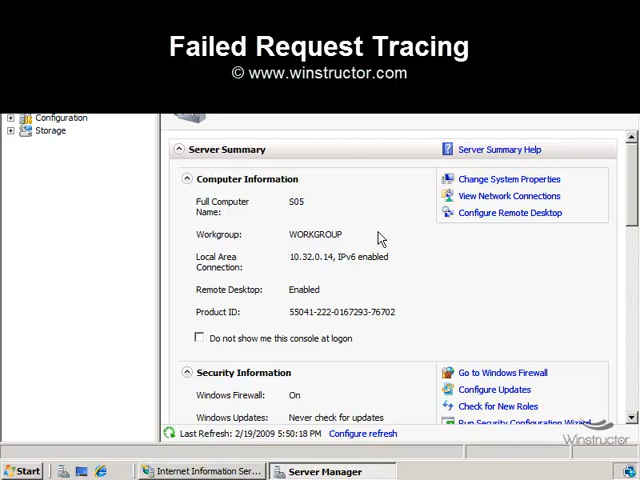 Failed Request Tracing
© www.winstructor.com
Configuration
Storage
Server Summary
Server Summary Help
Computer Information
Change System Properties
View Network Connections
Configure Remote Desktop
Full Computer Name:
S05
Workgroup:
WORKGROUP
Local Area Connection:
10.32.0.14, IPv6 enabled
Remote Desktop:
Enabled
Product ID:
55041-222-0167293-76702
Do not show me this console at logon
Security Information
Go to Windows Firewall
Configure Updates
Check for New Roles
Run Security Configuration Wizard
Windows Firewall:
On
Windows Updates:
Never check for updates
Last Refresh: 2/19/2009 5:50:18 PM
Configure refresh
Winstructor
Start
Internet Information Ser...
Server Manager